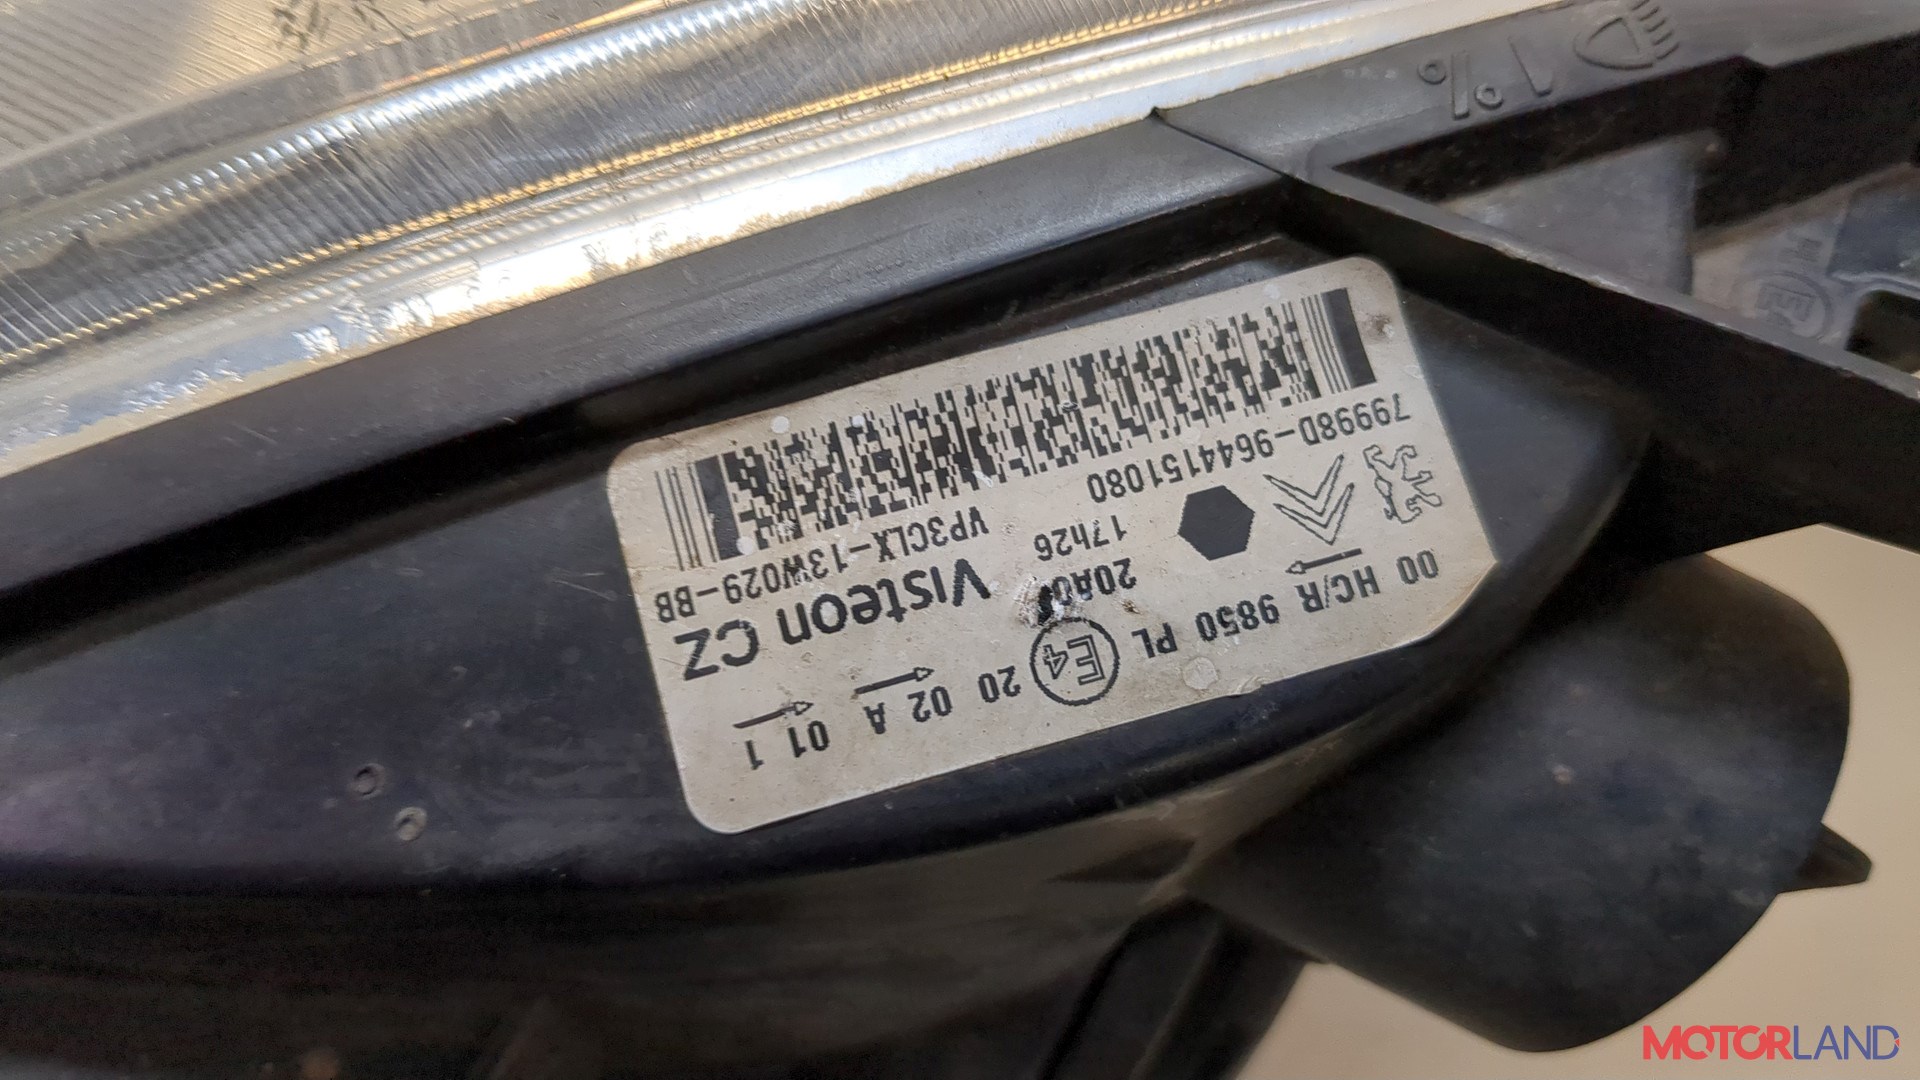 00 HC/R 9850 PL E4 20 02 A 01 1
Visteon CZ
17h26
VP3CLX-13W029-BB
79998D-9644151080
1%
MOTORLAND